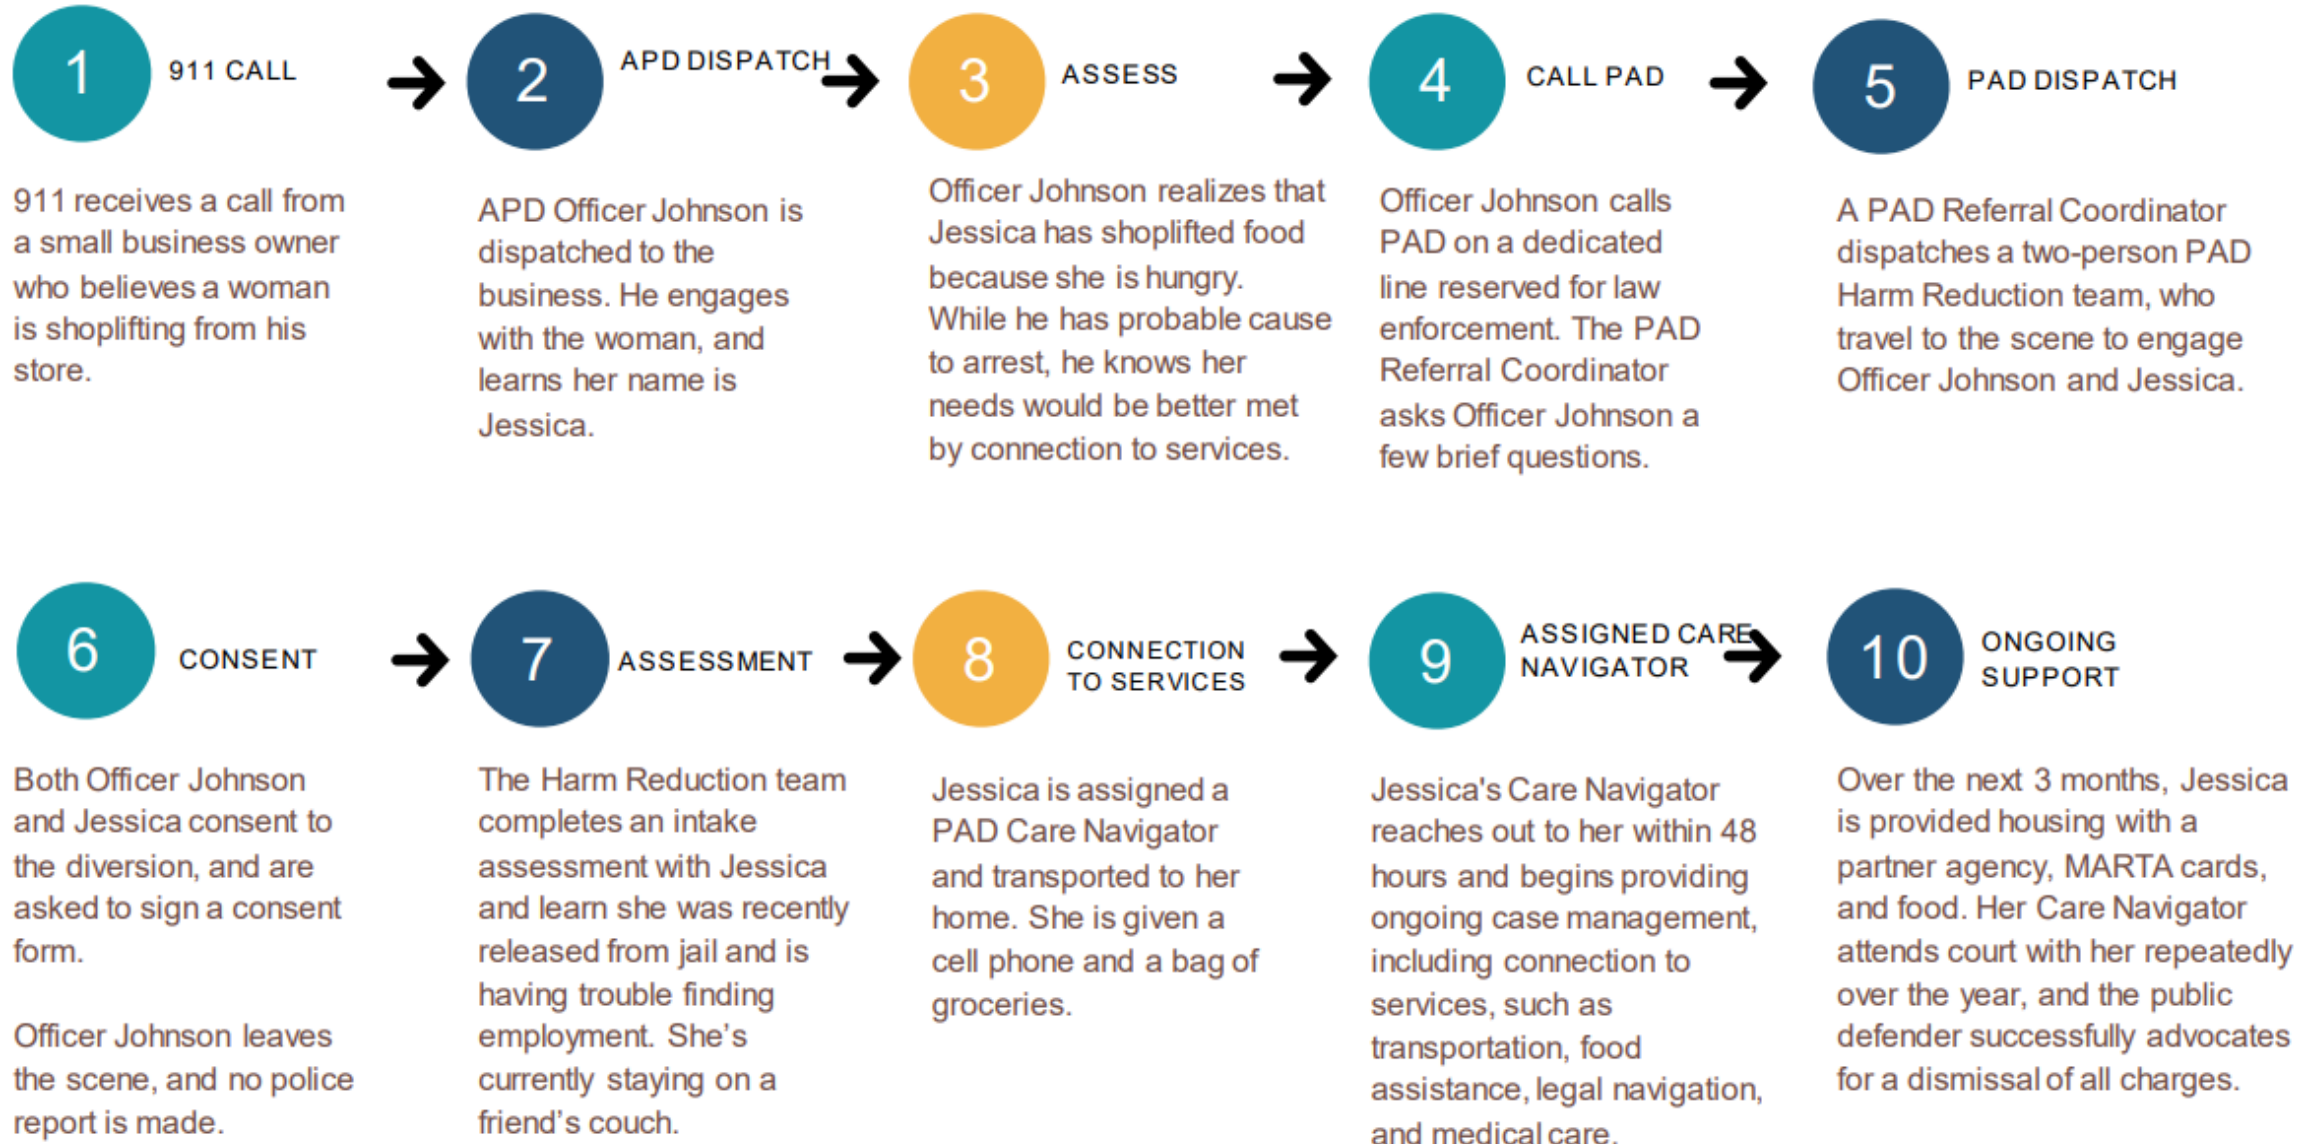 1
911 CALL
911 receives a call from
a small business owner
who believes a woman
is shoplifting from his
store.
2
APD DISPATCH
APD Officer Johnson is
dispatched to the
business. He engages
with the woman, and
learns her name is
Jessica.
3
ASSESS
Officer Johnson realizes that
Jessica has shoplifted food
because she is hungry.
While he has probable cause
to arrest, he knows her
needs would be better met
by connection to services.
4
CALL PAD
Officer Johnson calls
PAD on a dedicated
line reserved for law
enforcement. The PAD
Referral Coordinator
asks Officer Johnson a
few brief questions.
5
PAD DISPATCH
A PAD Referral Coordinator
dispatches a two-person PAD
Harm Reduction team, who
travel to the scene to engage
Officer Johnson and Jessica.
6
CONSENT
Both Officer Johnson
and Jessica consent to
the diversion, and are
asked to sign a consent
form.
Officer Johnson leaves
the scene, and no police
report is made.
7
ASSESSMENT
The Harm Reduction team
completes an intake
assessment with Jessica
and learn she was recently
released from jail and is
having trouble finding
employment. She's
currently staying on a
friend's couch.
8
CONNECTION
TO SERVICES
Jessica is assigned a
PAD Care Navigator
and transported to her
home. She is given a
cell phone and a bag of
groceries.
9
ASSIGNED CARE
NAVIGATOR
Jessica's Care Navigator
reaches out to her within 48
hours and begins providing
ongoing case management,
including connection to
services, such as
transportation, food
assistance, legal navigation,
and medical care.
10
ONGOING
SUPPORT
Over the next 3 months, Jessica
is provided housing with a
partner agency, MARTA cards,
and food. Her Care Navigator
attends court with her repeatedly
over the year, and the public
defender successfully advocates
for a dismissal of all charges.